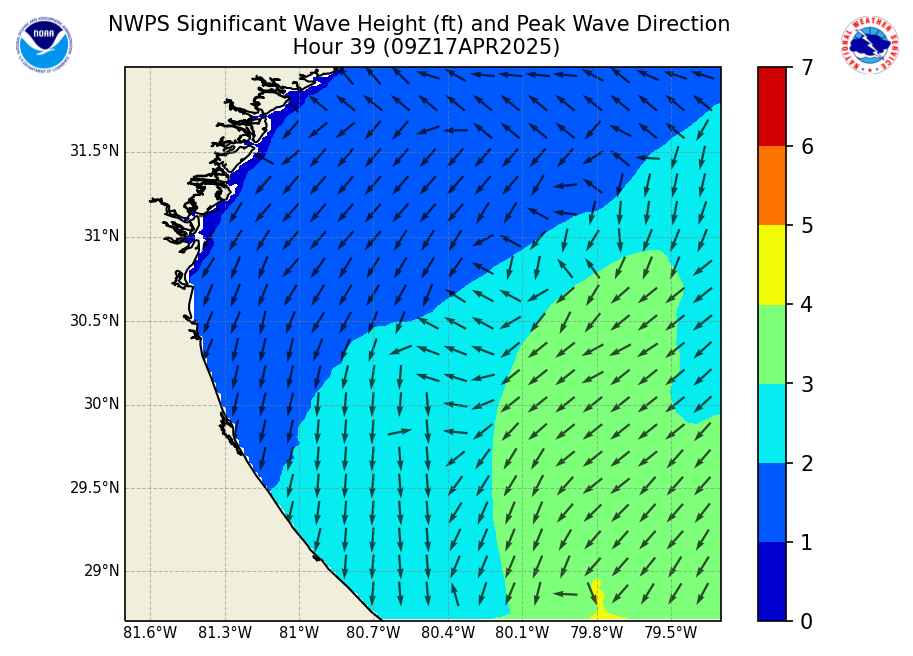 NWPS Significant Wave Height (ft) and Peak Wave Direction
Hour 39 (09Z17APR2025)
NOAA
NATIONAL WEATHER SERVICE
31.5°N
31°N
30.5°N
30°N
29.5°N
29°N
81.6°W 81.3°W 81°W 80.7°W 80.4°W 80.1°W 79.8°W 79.5°W
7
6
5
4
3
2
1
0